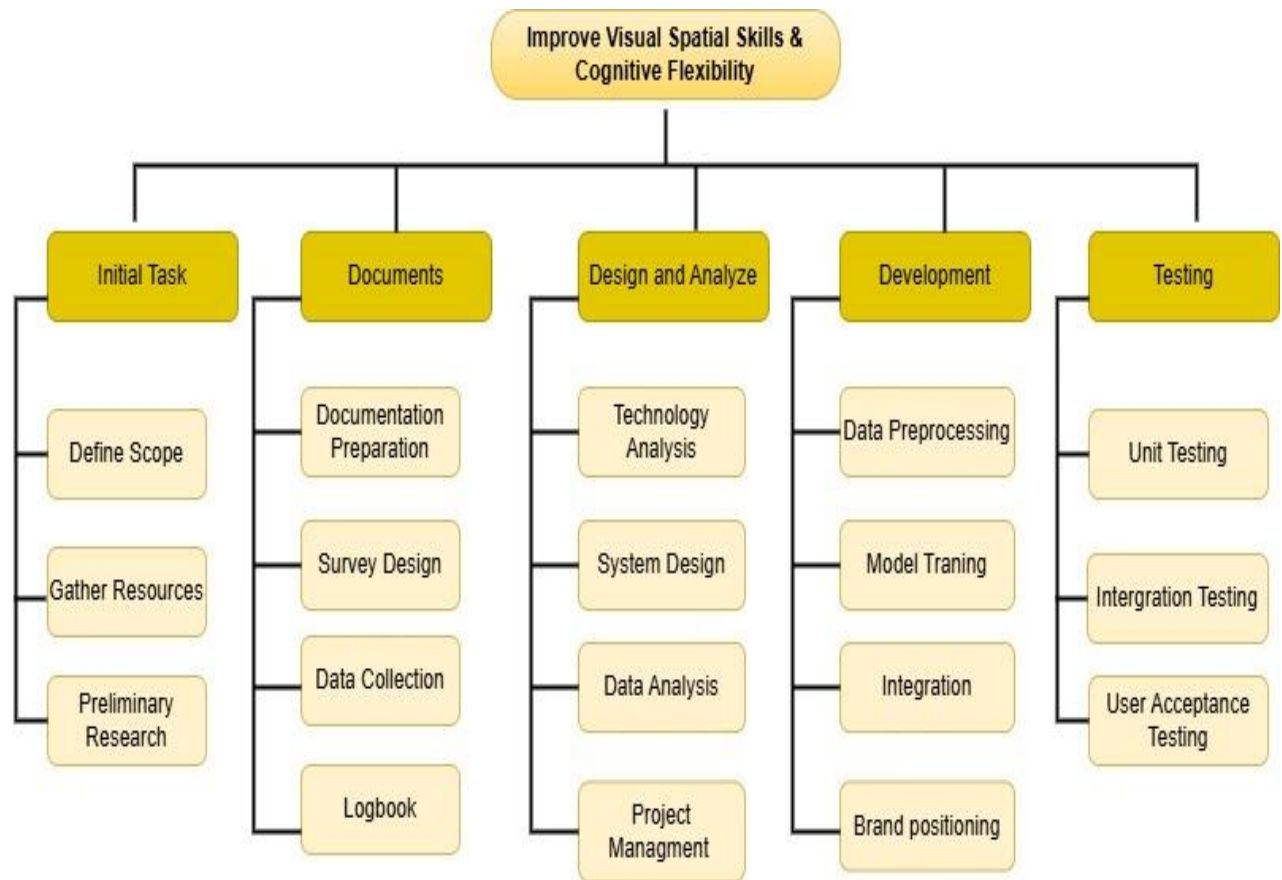 Improve Visual Spatial Skills &
Cognitive Flexibility
Initial Task
Documents
Design and Analyze
Development
Testing
Define Scope
Gather Resources
Preliminary
Research
Documentation
Preparation
Survey Design
Data Collection
Logbook
Technology
Analysis
System Design
Data Analysis
Project
Managment
Data Preprocessing
Model Traning
Integration
Brand positioning
Unit Testing
Intergration Testing
User Acceptance
Testing